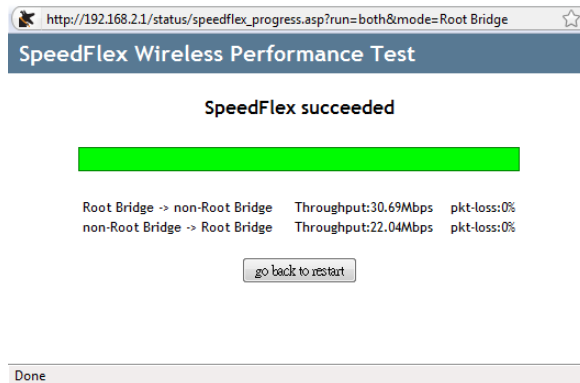 http://192.168.2.1/status/speedflex_progress.asp?run=both&mode=Root Bridge
SpeedFlex Wireless Performance Test
SpeedFlex succeeded
Root Bridge -> non-Root Bridge Throughput:30.69Mbps pkt-loss:0%
non-Root Bridge -> Root Bridge Throughput:22.04Mbps pkt-loss:0%
go back to restart
Done